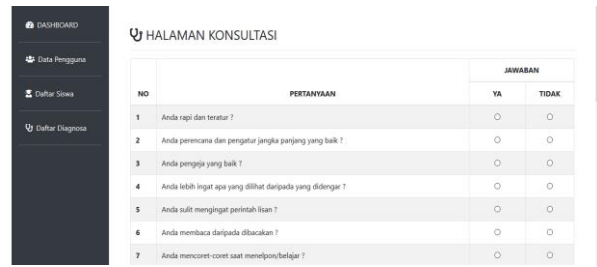 DASHBOARD
Data Pengguna
Daftar Siswa
Daftar Diagnosa
HALAMAN KONSULTASI
JAWABAN
NO PERTANYAAN YA TIDAK
1 Anda rapi dan teratur ?
2 Anda perencana dan pengatur jangka panjang yang baik ?
3 Anda pengeja yang baik ?
4 Anda lebih ingat apa yang dilihat daripada yang didengar ?
5 Anda sulit mengingat perintah lisan ?
6 Anda membaca daripada dibacakan ?
7 Anda mencoret-coret saat menelpon/belajar ?